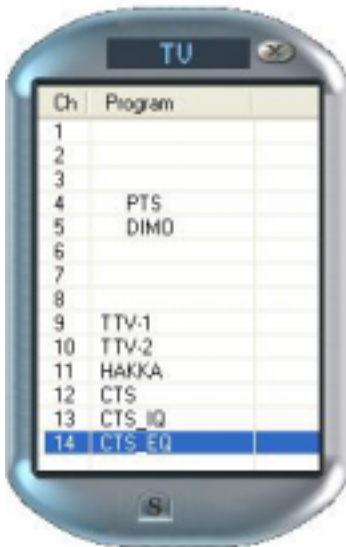 TV
Ch Program
1
2
3
4 PTS
5 DIMO
6
7
8
9 TTV-1
10 TTV-2
11 HAKKA
12 CTS
13 CTS_IQ
14 CTS_EQ
S